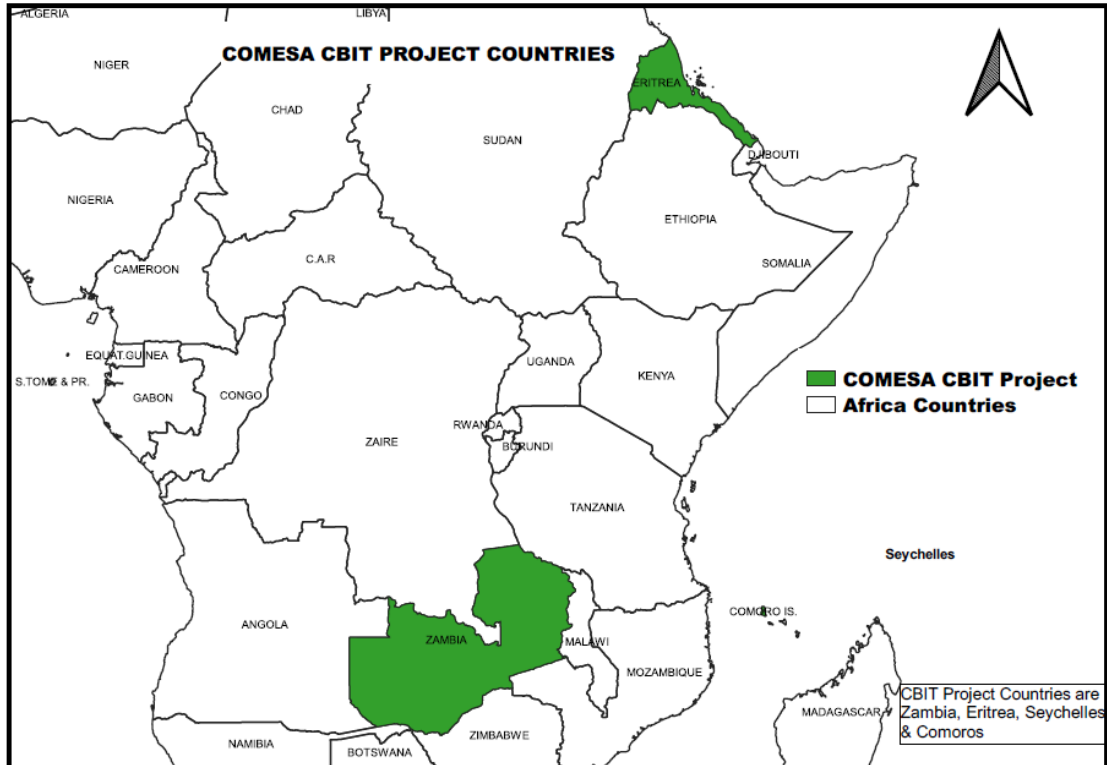 ALGERIA
LIBYA
COMESA CBIT PROJECT COUNTRIES
NIGER
ERITREA
CHAD
SUDAN
DJIBOUTI
NIGERIA
ETHIOPIA
C.A.R
SOMALIA
CAMEROON
EQUAT.GUINEA
UGANDA
KENYA
S.TOME & PR.
GABON
CONGO
COMESA CBIT Project
Africa Countries
RWANDA
ZAIRE
BURUNDI
TANZANIA
Seychelles
COMORO IS.
ANGOLA
ZAMBIA
MALAWI
MOZAMBIQUE
CBIT Project Countries are
Zambia, Eritrea, Seychelles
& Comoros
MADAGASCAR
ZIMBABWE
NAMIBIA
BOTSWANA